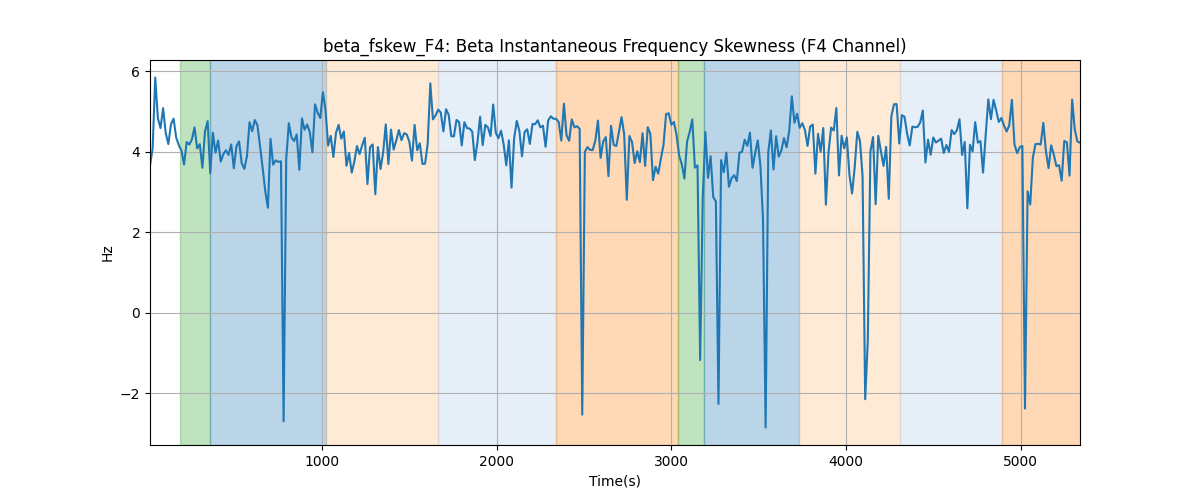 beta_fskew_F4: Beta Instantaneous Frequency Skewness (F4 Channel)
Hz
6
4
2
0
−2
1000 2000 3000 4000 5000
Time(s)